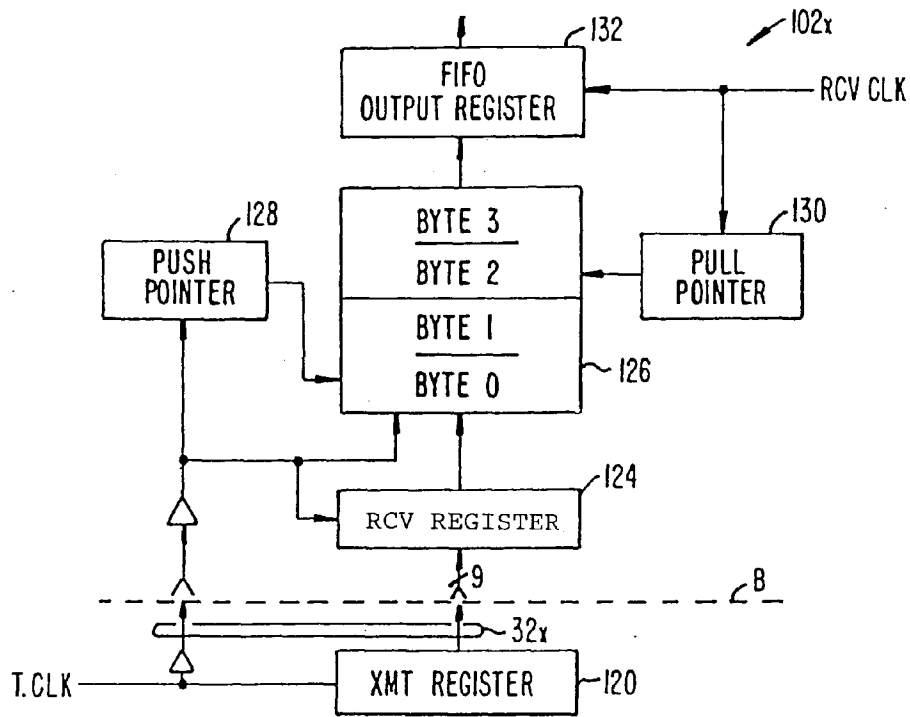 132
102x
FIFO
OUTPUT REGISTER
RCV CLK
128
PUSH
POINTER
BYTE 3
BYTE 2
BYTE 1
BYTE 0
130
PULL
POINTER
126
124
RCV REGISTER
9
B
32x
T.CLK
XMT REGISTER
120